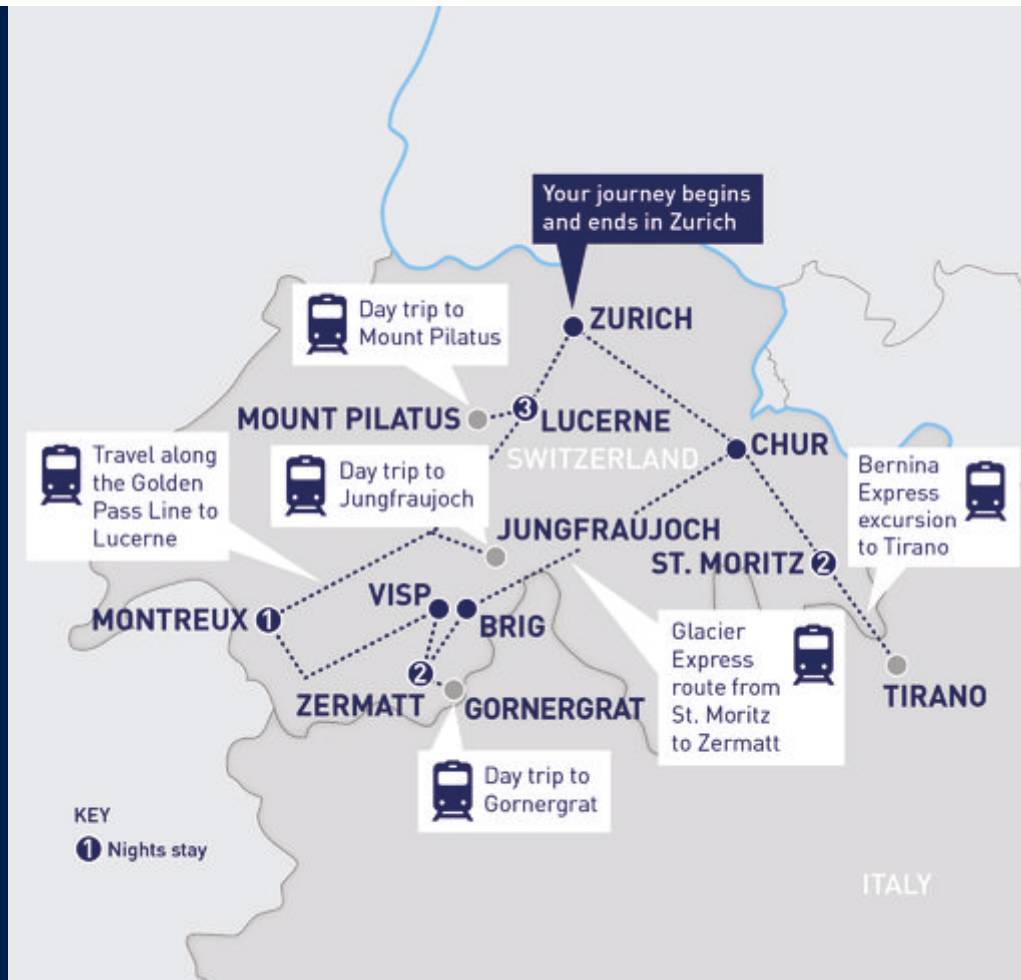 Your journey begins
and ends in Zurich
Day trip to
Mount Pilatus
ZURICH
MOUNT PILATUS
3 LUCERNE
SWITZERLAND
CHUR
Travel along
the Golden
Pass Line to
Lucerne
Day trip to
Jungfraujoch
Bernina
Express
excursion
to Tirano
JUNGFRAUJOCH
ST. MORITZ 2
VISP
BRIG
MONTREUX 1
Glacier
Express
route from
St. Moritz
to Zermatt
2
ZERMATT
GORNERGRAT
TIRANO
Day trip to
Gornergrat
KEY
1 Nights stay
ITALY